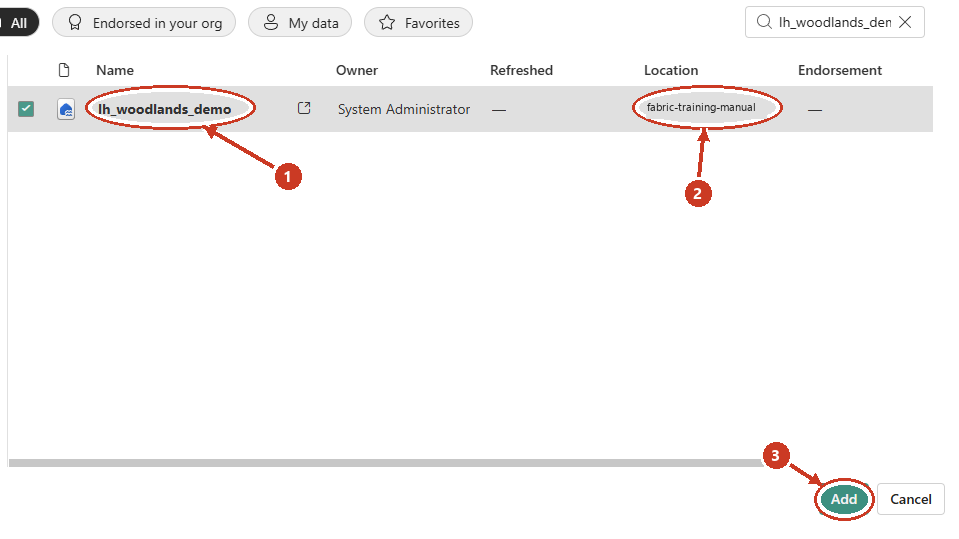 All Endorsed in your org My data Favorites lh_woodlands_den
Name Owner Refreshed Location Endorsement
lh_woodlands_demo System Administrator — fabric-training-manual —
1
2
3
Add Cancel